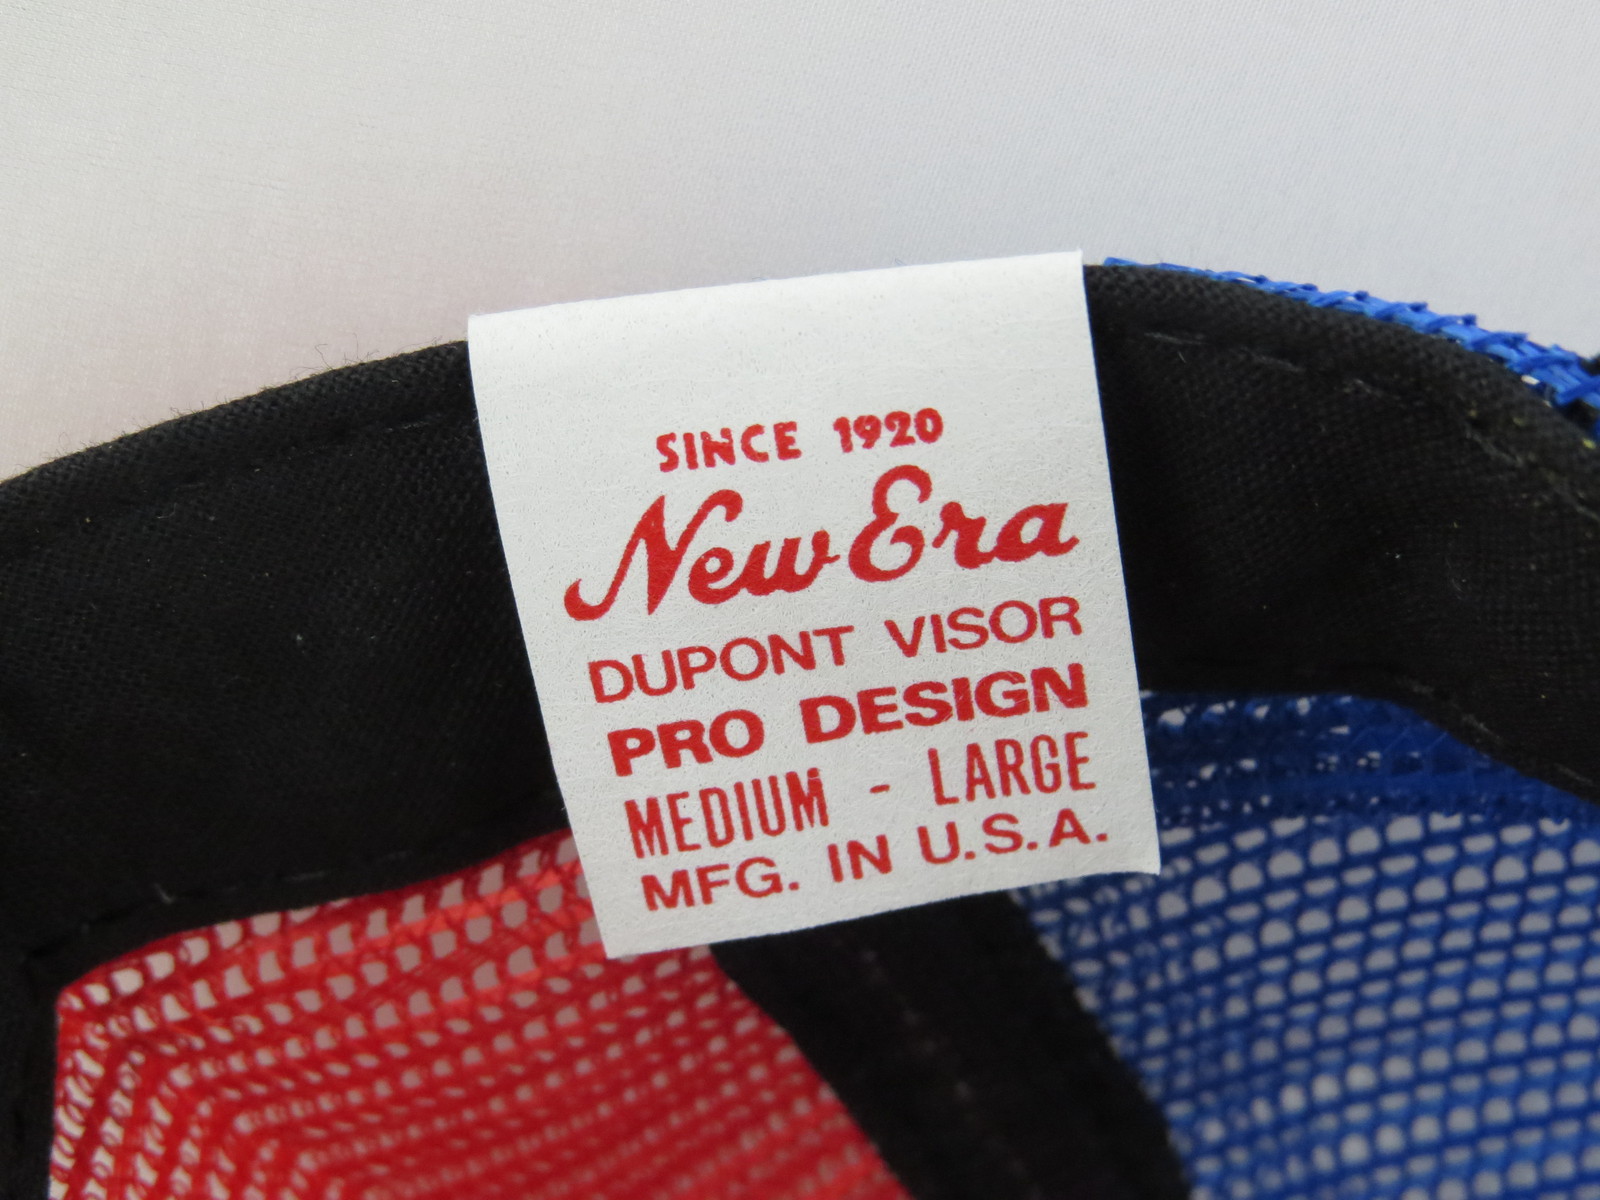 SINCE 1920
New Era
DUPONT VISOR
PRO DESIGN
MEDIUM - LARGE
MFG. IN U.S.A.